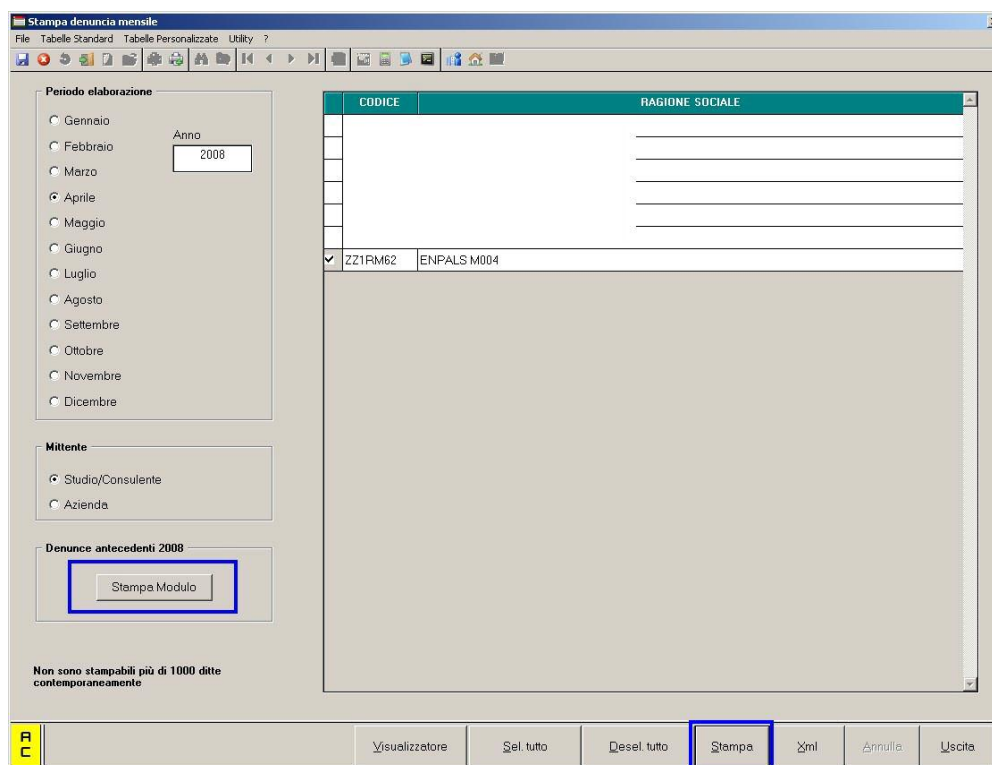 Stampa denuncia mensile
File Tabelle Standard Tabelle Personalizzate Utility ?
Periodo elaborazione
Gennaio
Febbraio
Marzo
Aprile
Maggio
Giugno
Luglio
Agosto
Settembre
Ottobre
Novembre
Dicembre
Anno
2008
Mittente
Studio/Consulente
Azienda
Denunce antecedenti 2008
Stampa Modulo
Non sono stampabili più di 1000 ditte
contemporaneamente
CODICE RAGIONE SOCIALE
ZZ1RM62 ENPALS M004
A
C
Visualizzatore Sel. tutto Desel. tutto Stampa Xml Annulla Uscita